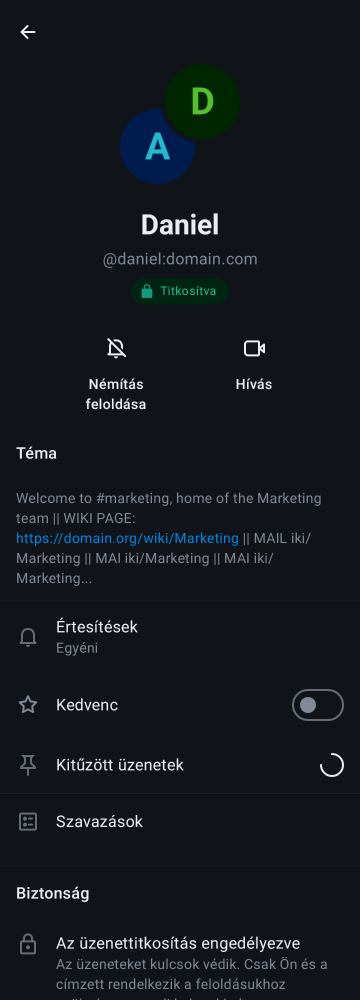 D
A
Daniel
@daniel:domain.com
Titkosítva
Némítás
feloldása
Hívás
Téma
Welcome to #marketing, home of the Marketing
team || WIKI PAGE:
https://domain.org/wiki/Marketing || MAIL iki/
Marketing || MAI iki/Marketing || MAI iki/
Marketing...
Értesítések
Egyéni
Kedvenc
Kitűzött üzenetek
Szavazások
Biztonság
Az üzenettitkosítás engedélyezve
Az üzeneteket kulcsok védik. Csak Ön és a
címzett rendelkezik a feloldásukhoz